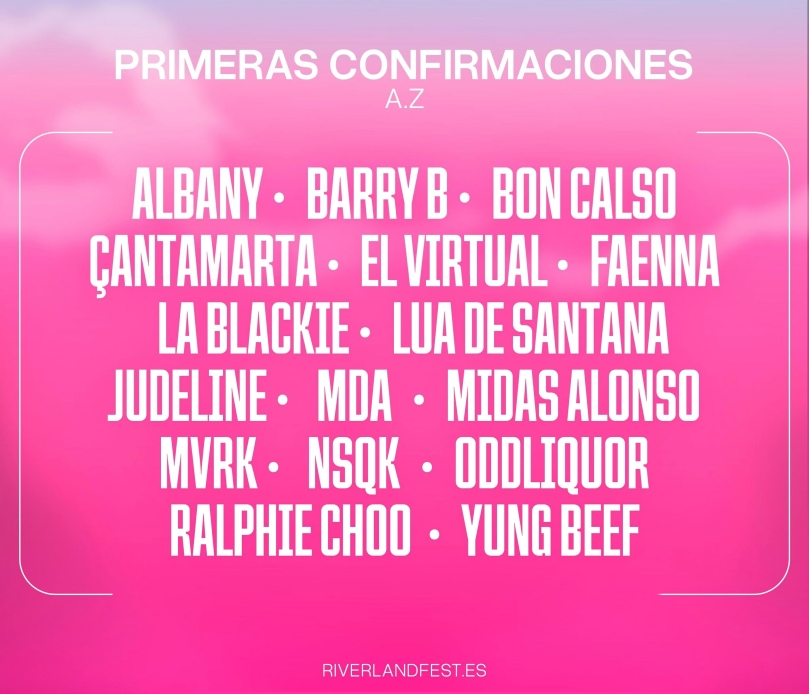 PRIMERAS CONFIRMACIONES
A.Z
ALBANY • BARRY B • BON CALSO
ÇANTAMARTA • EL VIRTUAL • FAENNA
LA BLACKIE • LUA DE SANTANA
JUDELINE • MDA • MIDAS ALONSO
MVRK • NSQK • ODDLIQUOR
RALPHIE CHOO • YUNG BEEF
RIVERLANDFEST.ES